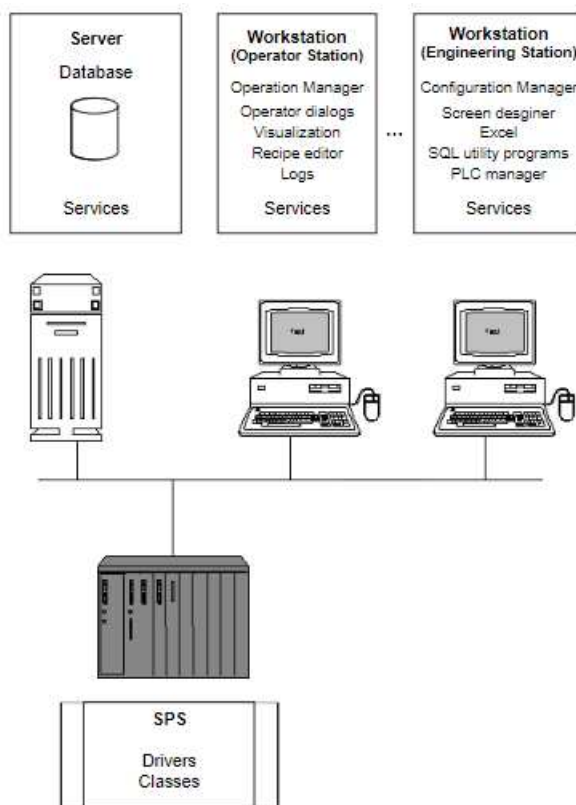 Server
Database
Services
Workstation
(Operator Station)
Operation Manager
Operator dialogs
Visualization
Recipe editor
Logs
Services
...
Workstation
(Engineering Station)
Configuration Manager
Screen desginer
Excel
SQL utility programs
PLC manager
Services
SPS
Drivers
Classes